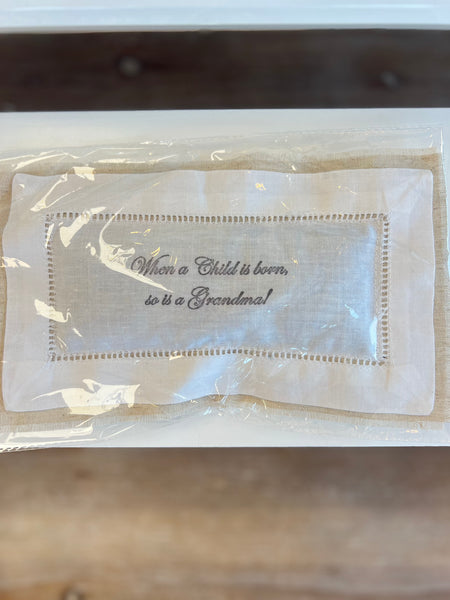 When a Child is born,
so is a Grandma!